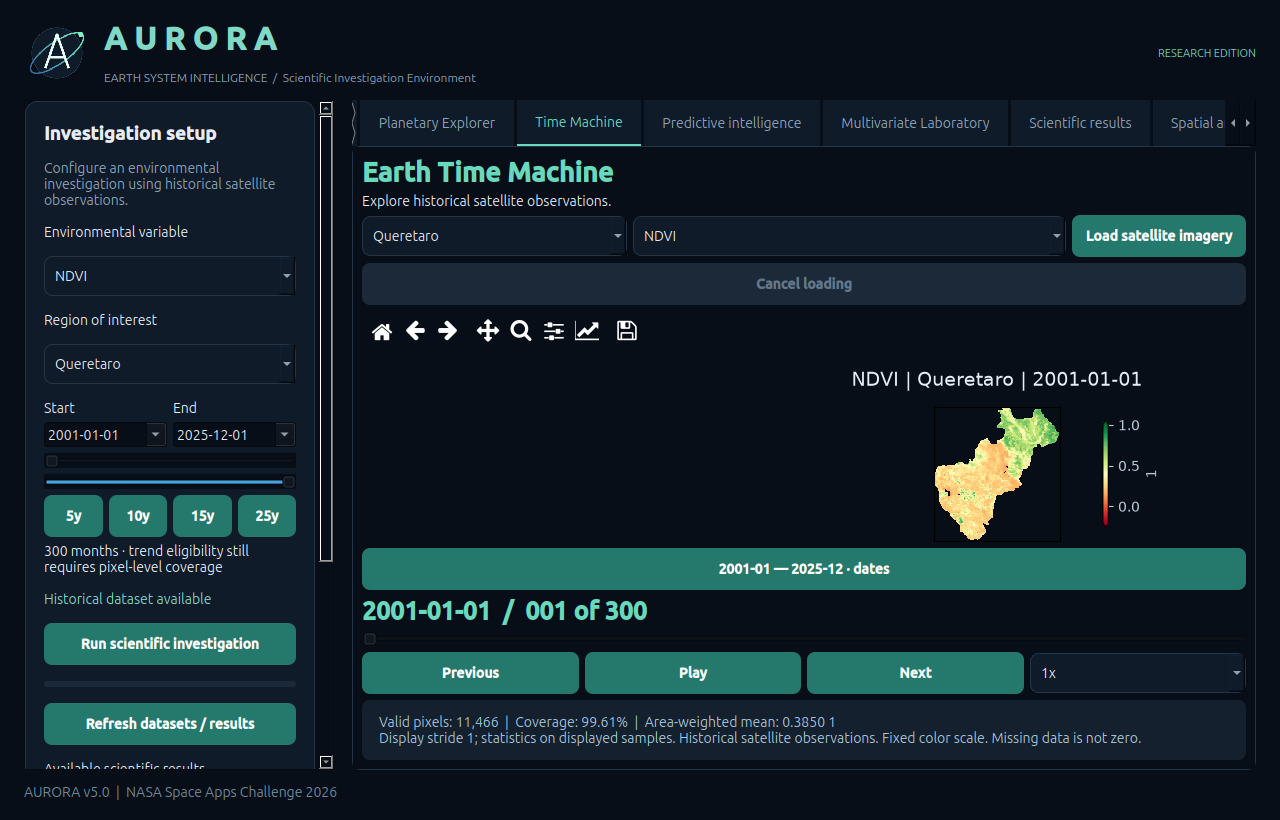 AURORA
EARTH SYSTEM INTELLIGENCE / Scientific Investigation Environment
RESEARCH EDITION
Investigation setup
Configure an environmental
investigation using historical satellite
observations.
Environmental variable
NDVI
Region of interest
Queretaro
Start End
2001-01-01 2025-12-01
5y 10y 15y 25y
300 months · trend eligibility still
requires pixel-level coverage
Historical dataset available
Run scientific investigation
Refresh datasets / results
Available scientific results
Planetary Explorer Time Machine Predictive intelligence Multivariate Laboratory Scientific results Spatial a
Earth Time Machine
Explore historical satellite observations.
Queretaro NDVI Load satellite imagery
Cancel loading
NDVI | Queretaro | 2001-01-01
1.0
0.5
0.0
1
2001-01 — 2025-12 · dates
2001-01-01 / 001 of 300
Previous Play Next 1x
Valid pixels: 11,466 | Coverage: 99.61% | Area-weighted mean: 0.3850 1
Display stride 1; statistics on displayed samples. Historical satellite observations. Fixed color scale. Missing data is not zero.
AURORA v5.0 | NASA Space Apps Challenge 2026